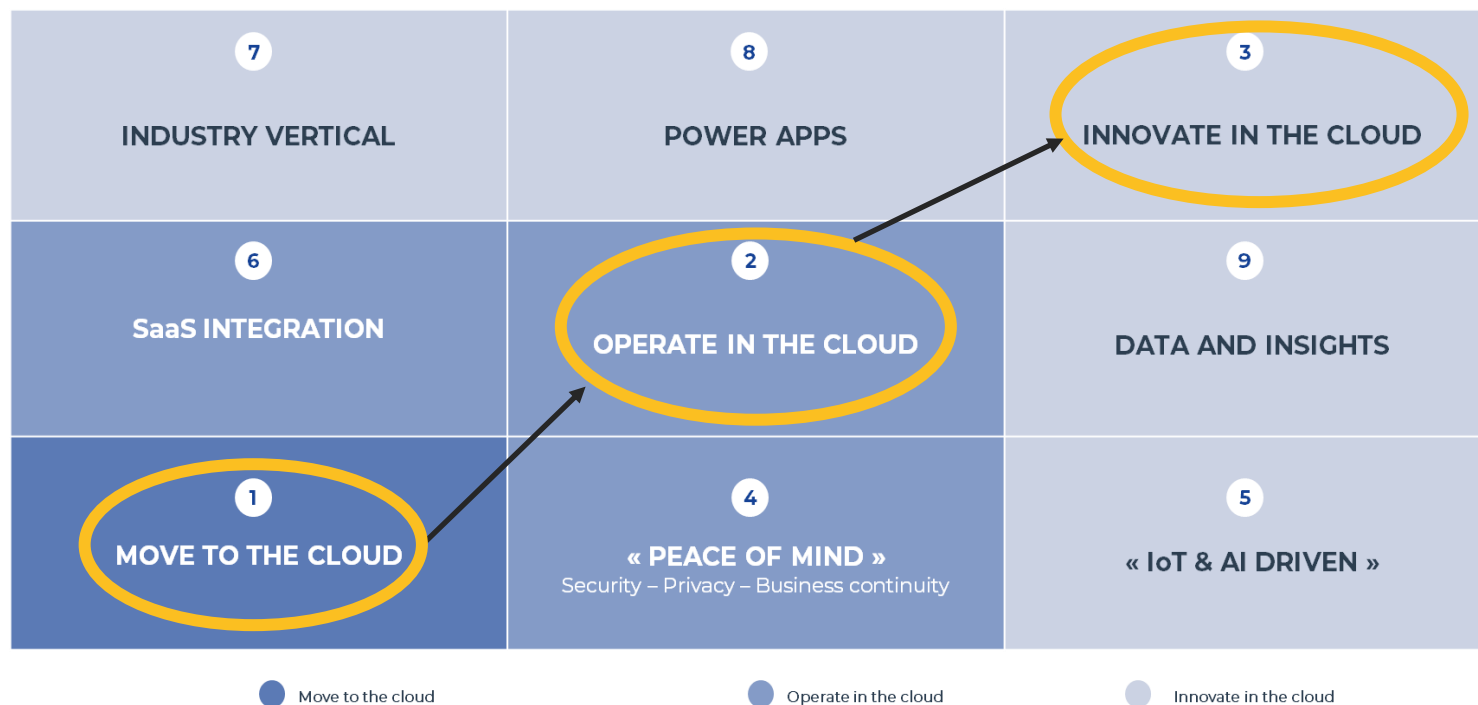 7
8
3
INDUSTRY VERTICAL
POWER APPS
INNOVATE IN THE CLOUD
6
2
9
SaaS INTEGRATION
OPERATE IN THE CLOUD
DATA AND INSIGHTS
1
4
5
MOVE TO THE CLOUD
« PEACE OF MIND »
Security – Privacy – Business continuity
« IoT & AI DRIVEN »
Move to the cloud
Operate in the cloud
Innovate in the cloud